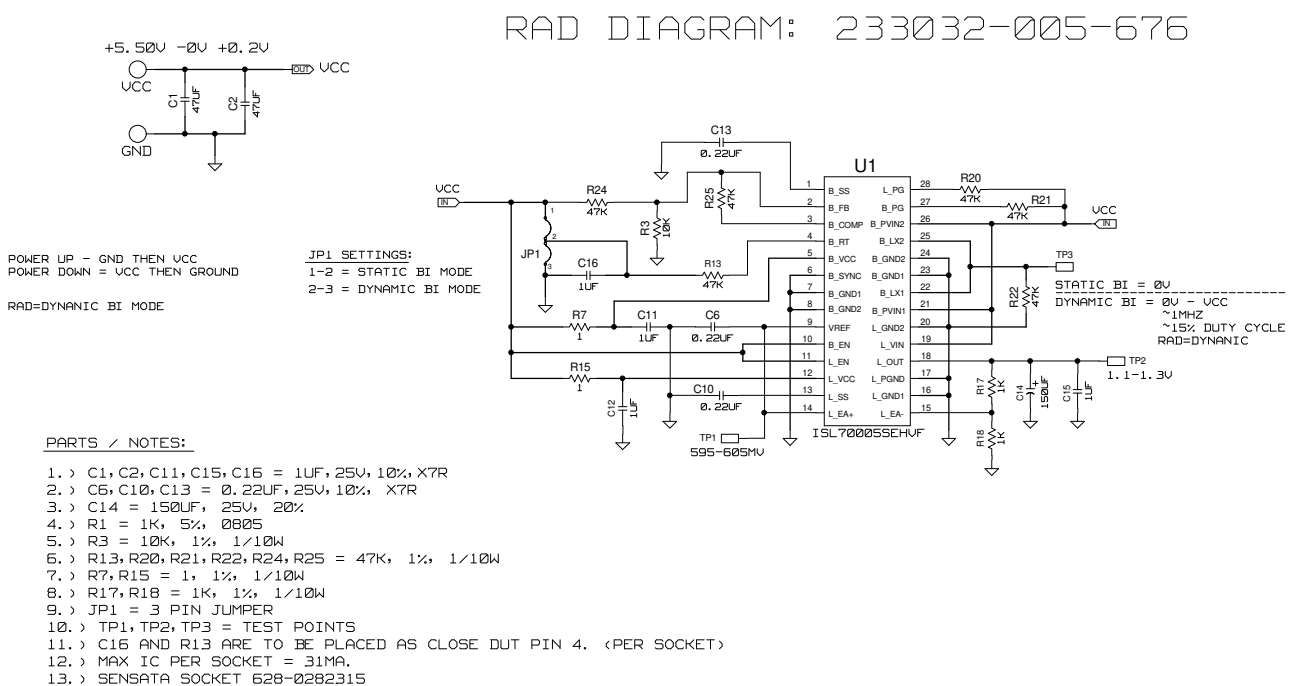 RAD DIAGRAM: 233032-005-676
+5.50V -0V +0.2V
VCC
OUT VCC
C1 47UF
C2 47UF
GND
POWER UP - GND THEN VCC
POWER DOWN = VCC THEN GROUND
RAD=DYNANIC BI MODE
JP1 SETTINGS:
1-2 = STATIC BI MODE
2-3 = DYNAMIC BI MODE
VCC
IN
1
2
3
JP1
R24
47K
R3
10K
C13
0.22UF
R25
47K
C16
1UF
R13
47K
R7
1
C11
1UF
C6
0.22UF
R15
1
C12
1UF
C10
0.22UF
TP1
595-605MV
U1
1 B_SS L_PG 28
2 B_FB B_PG 27
3 B_COMP B_PVIN2 26
4 B_RT B_LX2 25
5 B_VCC B_GND2 24
6 B_SYNC B_GND1 23
7 B_GND1 B_LX1 22
8 B_GND2 B_PVIN1 21
9 VREF L_GND2 20
10 B_EN L_VIN 19
11 L_EN L_OUT 18
12 L_VCC L_PGND 17
13 L_SS L_GND1 16
14 L_EA+ L_EA- 15
ISL70005SEHVF
R20
47K
R21
47K
VCC
IN
TP3
R22
47K
STATIC BI = 0V
DYNAMIC BI = 0V - VCC
~1MHZ
~15% DUTY CYCLE
RAD=DYNAMIC
TP2
1.1-1.3V
R17
1K
C14
+
150UF
C15
1UF
R18
1K
PARTS / NOTES:
1.) C1,C2,C11,C15,C16 = 1UF,25V,10%,X7R
2.) C6,C10,C13 = 0.22UF,25V,10%, X7R
3.) C14 = 150UF, 25V, 20%
4.) R1 = 1K, 5%, 0805
5.) R3 = 10K, 1%, 1/10W
6.) R13,R20,R21,R22,R24,R25 = 47K, 1%, 1/10W
7.) R7,R15 = 1, 1%, 1/10W
8.) R17,R18 = 1K, 1%, 1/10W
9.) JP1 = 3 PIN JUMPER
10.) TP1,TP2,TP3 = TEST POINTS
11.) C16 AND R13 ARE TO BE PLACED AS CLOSE DUT PIN 4. (PER SOCKET)
12.) MAX IC PER SOCKET = 31MA.
13.) SENSATA SOCKET 628-0282315